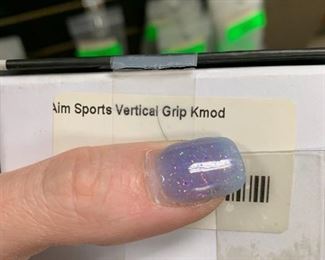 Aim Sports Vertical Grip Kmod